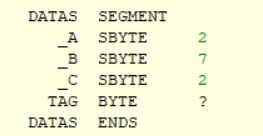 DATAS SEGMENT
_A SBYTE 2
_B SBYTE 7
_C SBYTE 2
TAG BYTE ?
DATAS ENDS